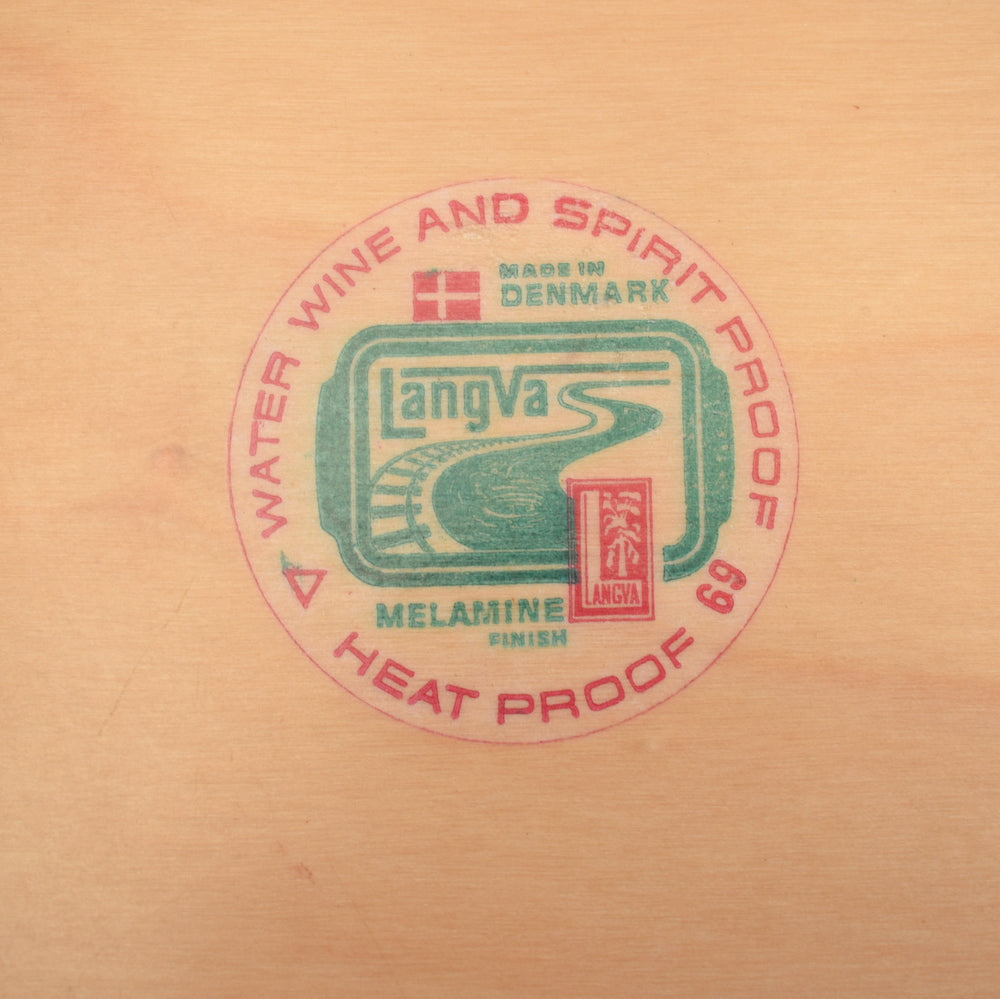 WATER WINE AND SPIRIT PROOF
MADE IN
DENMARK
LangVa
LANGVA
MELAMINE
FINISH
HEAT PROOF 69